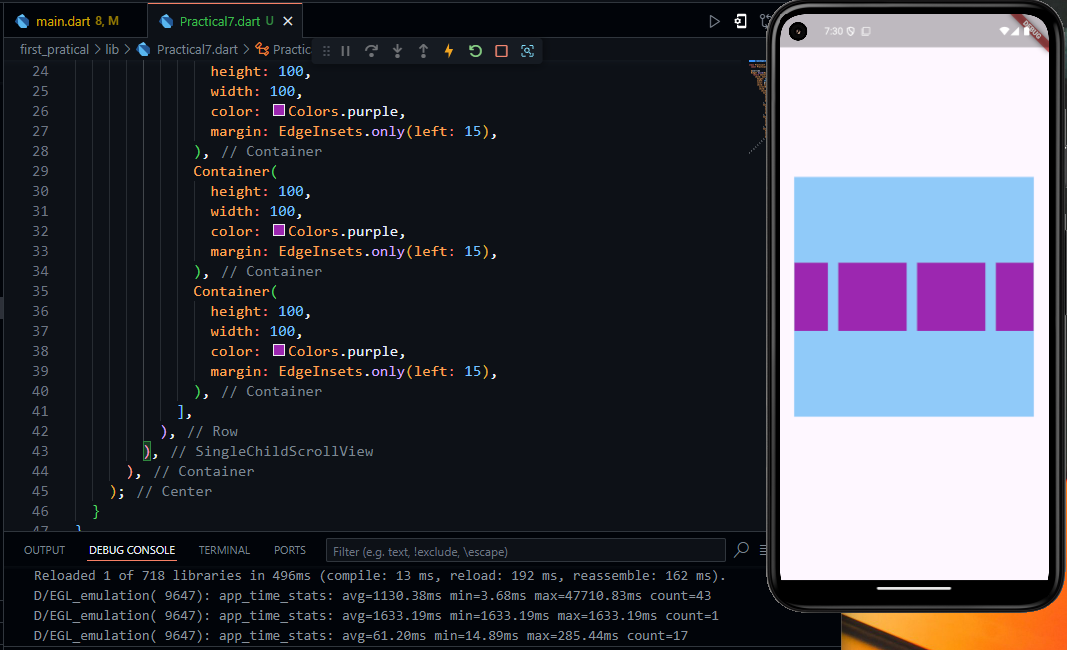 main.dart 8, M
Practical7.dart U
first_pratical > lib > Practical7.dart > Practic
24 height: 100,
25 width: 100,
26 color: Colors.purple,
27 margin: EdgeInsets.only(left: 15),
28 ), // Container
29 Container(
30 height: 100,
31 width: 100,
32 color: Colors.purple,
33 margin: EdgeInsets.only(left: 15),
34 ), // Container
35 Container(
36 height: 100,
37 width: 100,
38 color: Colors.purple,
39 margin: EdgeInsets.only(left: 15),
40 ), // Container
41 ],
42 ), // Row
43 ), // SingleChildScrollView
44 ), // Container
45 ); // Center
46 }
47 }
OUTPUT DEBUG CONSOLE TERMINAL PORTS Filter (e.g. text, !exclude, \escape)
Reloaded 1 of 718 libraries in 496ms (compile: 13 ms, reload: 192 ms, reassemble: 162 ms).
D/EGL_emulation( 9647): app_time_stats: avg=1130.38ms min=3.68ms max=47710.83ms count=43
D/EGL_emulation( 9647): app_time_stats: avg=1633.19ms min=1633.19ms max=1633.19ms count=1
D/EGL_emulation( 9647): app_time_stats: avg=61.20ms min=14.89ms max=285.44ms count=17
7:30
DEBUG